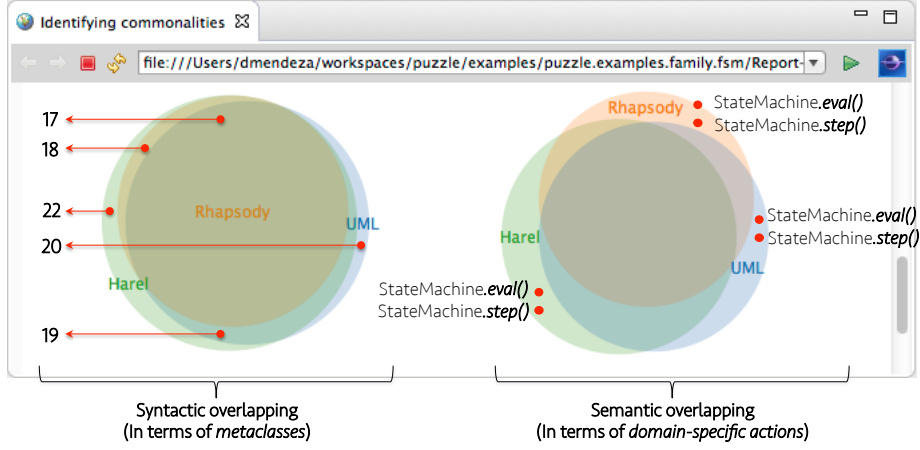 Identifying commonalities
file:///Users/dmendeza/workspaces/puzzle/examples/puzzle.examples.family.fsm/Report-
17
18
22
20
19
Rhapsody
UML
Harel
Rhapsody
StateMachine.eval()
StateMachine.step()
Harel
StateMachine.eval()
StateMachine.step()
UML
StateMachine.eval()
StateMachine.step()
Syntactic overlapping
(In terms of metaclasses)
Semantic overlapping
(In terms of domain-specific actions)